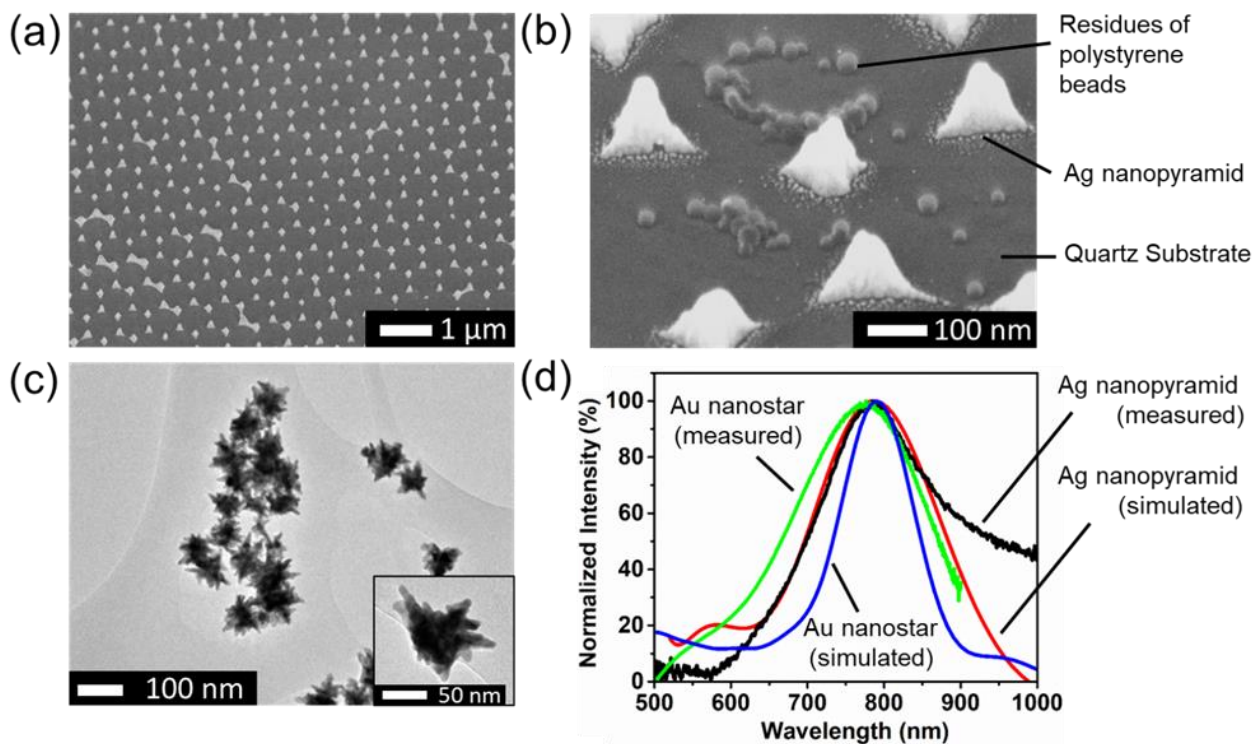 (a)
1 μm
(b)
Residues of
polystyrene
beads
Ag nanopyramid
Quartz Substrate
100 nm
(c)
100 nm
50 nm
(d)
Normalized Intensity (%)
100
80
60
40
20
0
500 600 700 800 900 1000
Wavelength (nm)
Au nanostar
(measured)
Au nanostar
(simulated)
Ag nanopyramid
(measured)
Ag nanopyramid
(simulated)